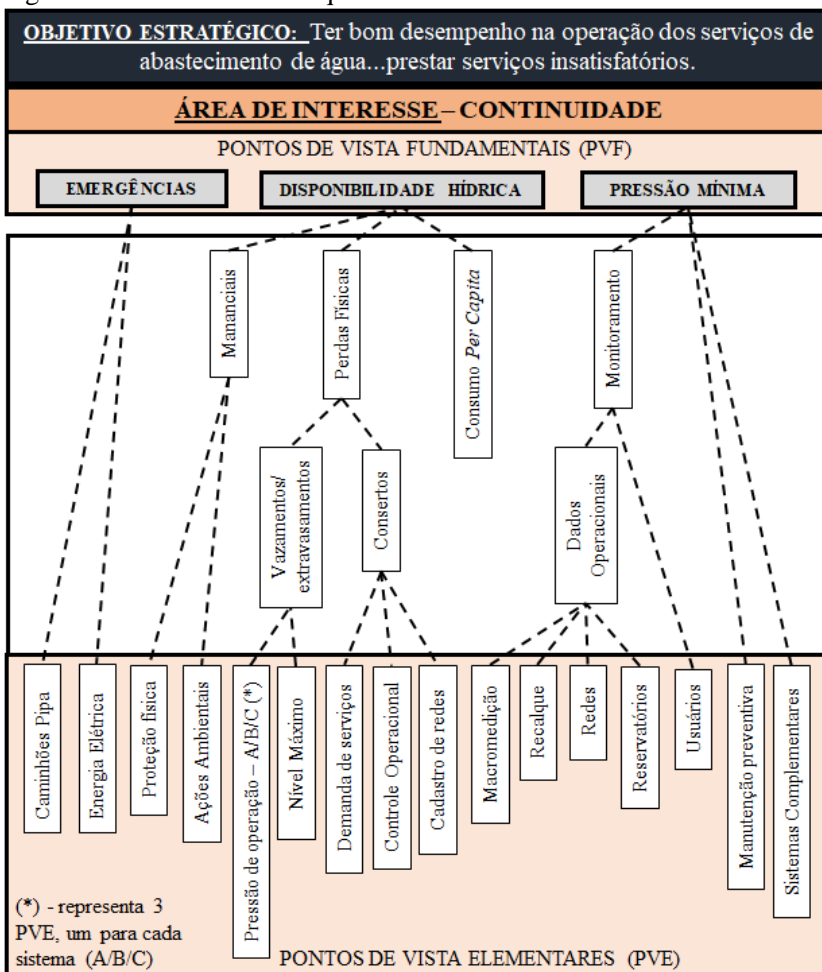 OBJETIVO ESTRATÉGICO: Ter bom desempenho na operação dos serviços de
abastecimento de água...prestar serviços insatisfatórios.
ÁREA DE INTERESSE – CONTINUIDADE
PONTOS DE VISTA FUNDAMENTAIS (PVF)
EMERGÊNCIAS
DISPONIBILIDADE HÍDRICA
PRESSÃO MÍNIMA
Mananciais
Perdas Físicas
Consumo Per Capita
Monitoramento
Vazamentos/
extravasamentos
Consertos
Dados
Operacionais
Caminhões Pipa
Energia Elétrica
Proteção física
Ações Ambientais
Pressão de operação – A/B/C (*)
Nível Máximo
Demanda de serviços
Controle Operacional
Cadastro de redes
Macromedição
Recalque
Redes
Reservatórios
Usuários
Manutenção preventiva
Sistemas Complementares
(*) - representa 3
PVE, um para cada
sistema (A/B/C)
PONTOS DE VISTA ELEMENTARES (PVE)